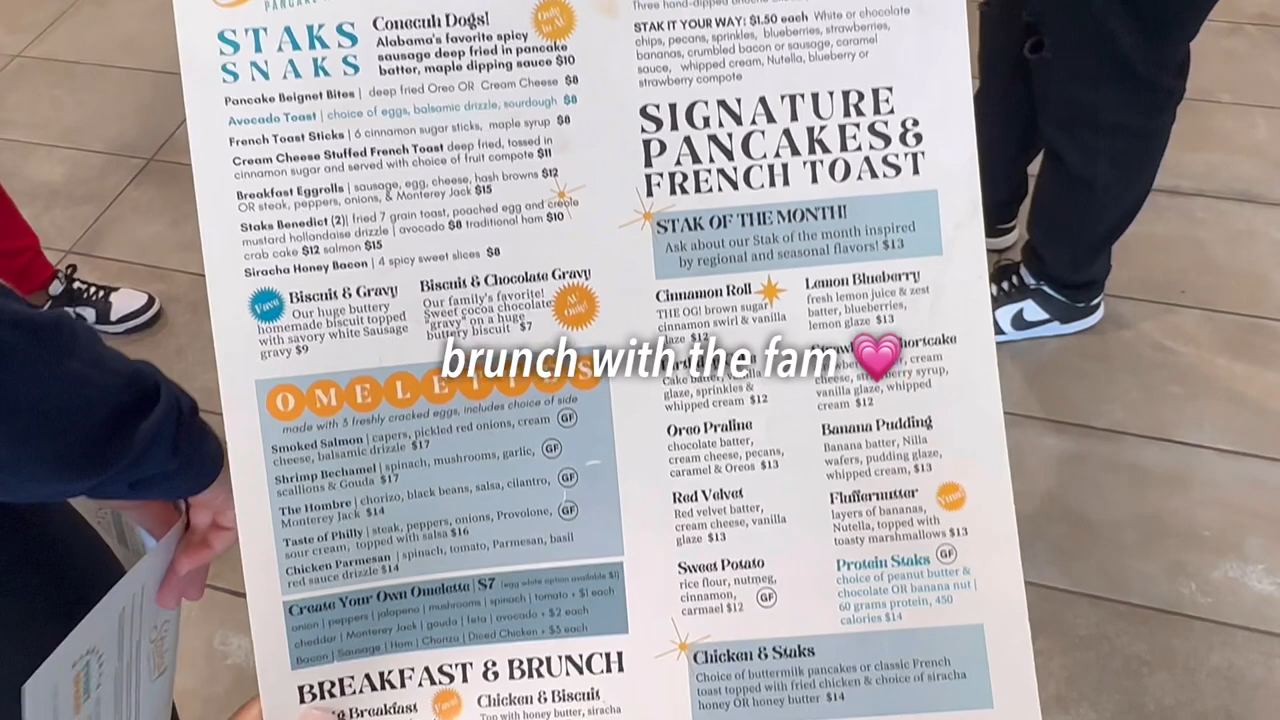 STAKS
SNAKS
Conecuh Dogs!
Only in AL
Alabama's favorite spicy
sausage deep fried in pancake
batter, maple dipping sauce $10
Pancake Beignet Bites | deep fried Oreo OR Cream Cheese $8
Avocado Toast | choice of eggs, balsamic drizzle, sourdough $8
French Toast Sticks | 6 cinnamon sugar sticks, maple syrup $8
Cream Cheese Stuffed French Toast deep fried, tossed in
cinnamon sugar and served with choice of fruit compote $11
Breakfast Eggrolls | sausage, egg, cheese, hash browns $12
OR steak, peppers, onions, & Monterey Jack $15
Staks Benedict (2)| fried 7 grain toast, poached egg and creole
mustard hollandaise drizzle | avocado $8 traditional ham $10
crab cake $12 salmon $15
Siracha Honey Bacon | 4 spicy sweet slices $8
Fave
Biscuit & Gravy
Our huge buttery
homemade biscuit topped
with savory white Sausage
gravy $9
Biscuit & Chocolate Gravy
Our family's favorite!
Sweet cocoa chocolate
"gravy" on a huge
buttery biscuit $7
AL Only!
OMELETTES
made with 3 freshly cracked eggs, includes choice of side
Smoked Salmon | capers, pickled red onions, cream GF
cheese, balsamic drizzle $17
Shrimp Bechamel | spinach, mushrooms, garlic, GF
scallions & Gouda $17
The Hombre | chorizo, black beans, salsa, cilantro, GF
Monterey Jack $14
Taste of Philly | steak, peppers, onions, Provolone, GF
sour cream, topped with salsa $16
Chicken Parmesan | spinach, tomato, Parmesan, basil
red sauce drizzle $14
Create Your Own Omelette | $7 (egg white option available $1)
onion | peppers | jalapeno | mushrooms | spinach | tomato + $1 each
cheddar | Monterey Jack | gouda | feta | avocado + $2 each
Bacon | Sausage | Ham | Chorizo | Diced Chicken + $3 each
BREAKFAST & BRUNCH
Breakfast
Fave!
Chicken & Biscuit
Top with honey butter, siracha
Three hand-dipped
STAK IT YOUR WAY: $1.50 each White or chocolate
chips, pecans, sprinkles, blueberries, strawberries,
bananas, crumbled bacon or sausage, caramel
sauce, whipped cream, Nutella, blueberry or
strawberry compote
SIGNATURE
PANCAKES&
FRENCH TOAST
STAK OF THE MONTH!
Ask about our Stak of the month inspired
by regional and seasonal flavors! $13
Cinnamon Roll
THE OG! brown sugar
cinnamon swirl & vanilla
glaze $12
Lemon Blueberry
fresh lemon juice & zest
batter, blueberries,
lemon glaze $13
brunch with the fam 💗
Cake batter, vanilla
glaze, sprinkles &
whipped cream $12
Strawberry Shortcake
cream
cheese, strawberry syrup,
vanilla glaze, whipped
cream $12
Oreo Praline
chocolate batter,
cream cheese, pecans,
caramel & Oreos $13
Banana Pudding
Banana batter, Nilla
wafers, pudding glaze,
whipped cream, $13
Red Velvet
Red velvet batter,
cream cheese, vanilla
glaze $13
Fluffernutter
Yum!
layers of bananas,
Nutella, topped with
toasty marshmallows $13
Sweet Potato
rice flour, nutmeg,
cinnamon,
carmael $12 GF
Protein Staks GF
choice of peanut butter &
chocolate OR banana nut |
60 grams protein, 450
calories $14
Chicken & Staks
Choice of buttermilk pancakes or classic French
toast topped with fried chicken & choice of siracha
honey OR honey butter $14